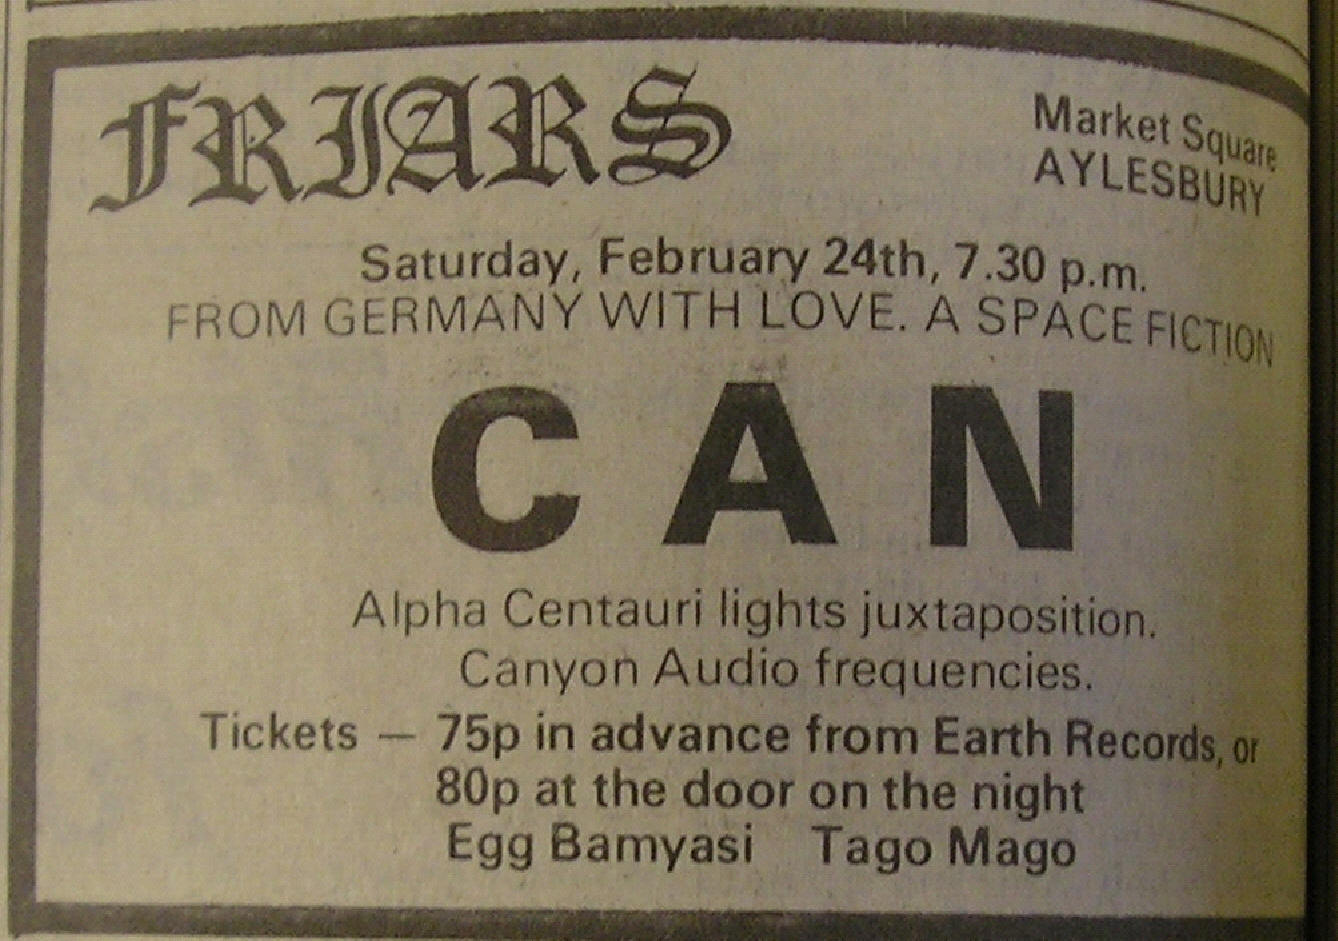 FRIARS
Market Square
AYLESBURY
Saturday, February 24th, 7.30 p.m.
FROM GERMANY WITH LOVE. A SPACE FICTION
CAN
Alpha Centauri lights juxtaposition.
Canyon Audio frequencies.
Tickets — 75p in advance from Earth Records, or
80p at the door on the night
Egg Bamyasi Tago Mago